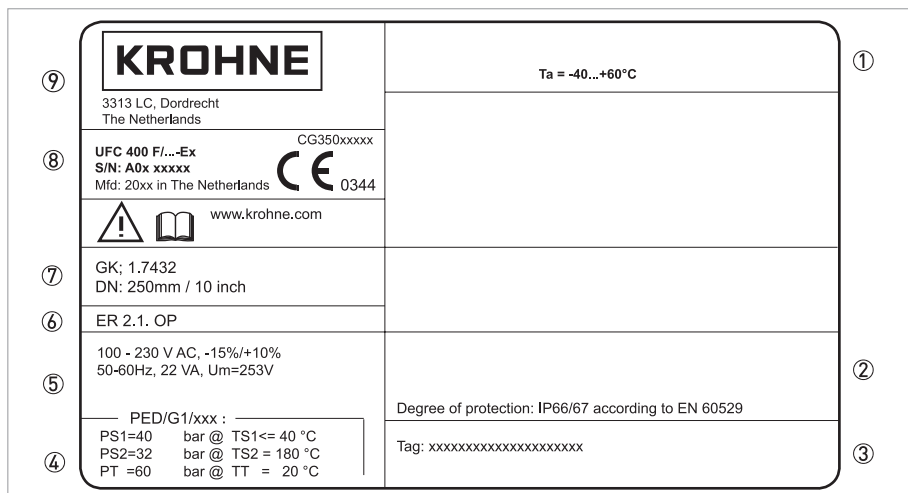 KROHNE
3313 LC, Dordrecht
The Netherlands
⑨
UFC 400 F/...-Ex
S/N: A0x xxxxx
Mfd: 20xx in The Netherlands
CG350xxxxx
CE 0344
⑧
www.krohne.com
GK; 1.7432
DN: 250mm / 10 inch
⑦
ER 2.1. OP
⑥
100 - 230 V AC, -15%/+10%
50-60Hz, 22 VA, Um=253V
⑤
PED/G1/xxx :
PS1=40 bar @ TS1<= 40 °C
PS2=32 bar @ TS2 = 180 °C
PT =60 bar @ TT = 20 °C
④
Ta = -40...+60°C
①
Degree of protection: IP66/67 according to EN 60529
②
Tag: xxxxxxxxxxxxxxxxxxxxx
③